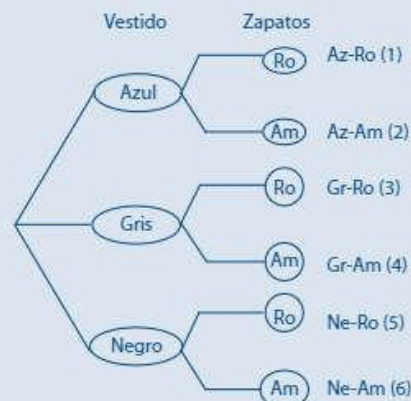 Vestido Zapatos
Ro Az-Ro (1)
Azul
Am Az-Am (2)
Ro Gr-Ro (3)
Gris
Am Gr-Am (4)
Ro Ne-Ro (5)
Negro
Am Ne-Am (6)